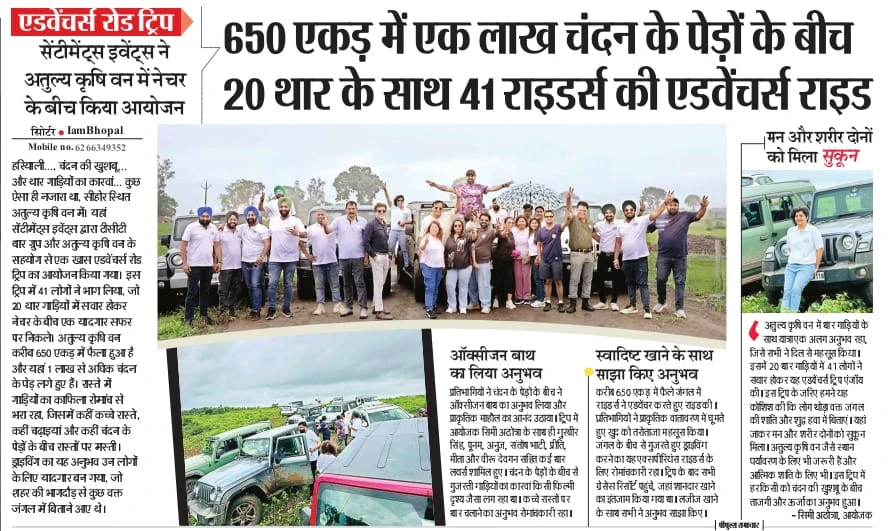 एडवेंचर्स रोड ट्रिप
सेंटीमेंट्स इवेंट्स ने
अतुल्य कृषि वन में नेचर
के बीच किया आयोजन
650 एकड़ में एक लाख चंदन के पेड़ों के बीच
20 थार के साथ 41 राइडर्स की एडवेंचर्स राइड
रिपोर्टर ● IamBhopal
Mobile no. 6266349352
हरियाली..., चंदन की खुशबू...
और थार गाड़ियों का कारवां... कुछ
ऐसा ही नजारा था, सीहोर स्थित
अतुल्य कृषि वन में। यहां
सेंटीमेंट्स इवेंट्स द्वारा टीसीटी
बार ग्रुप और अतुल्य कृषि वन के
सहयोग से एक खास एडवेंचर्स रोड
ट्रिप का आयोजन किया गया। इस
ट्रिप में 41 लोगों ने भाग लिया, जो
20 थार गाड़ियों में सवार होकर
नेचर के बीच एक यादगार सफर
पर निकले। अतुल्य कृषि वन
करीब 650 एकड़ में फैला हुआ है
और यहां 1 लाख से अधिक चंदन
के पेड़ लगे हुए हैं। रास्ते में
गाड़ियों का काफिला रोमांच से
भरा रहा, जिसमें कहीं कच्चे रास्ते,
कहीं चढ़ाइयां और कहीं चंदन के
पेड़ों के बीच रास्तों पर मस्ती।
ड्राइविंग का यह अनुभव उन लोगों
के लिए यादगार बन गया, जो
शहर की भागदौड़ से कुछ वक्त
जंगल में बिताने आए थे।
ऑक्सीजन बाथ
का लिया अनुभव
प्रतिभागियों ने चंदन के पेड़ों के बीच ने
ऑक्सीजन बाथ का अनुभव लिया और
प्राकृतिक माहौल का आनंद उठाया। ट्रिप में
आयोजक सिमी अठोत्रा के साथ ही गुरबीर
सिंह, पूनम, अनुज, संतोष भाटी, प्रीति,
मीता और वीरू देवमन सहित कई बार
लवर्स शामिल हुए। चंदन के पेड़ों के बीच से
गुजरती गाड़ियों का कारवां किसी फिल्मी
दृश्य जैसा लग रहा था। कच्चे रास्तों पर
बार चलाने का अनुभव रोमांचकारी रहा।
स्वादिष्ट खाने के साथ
साझा किए अनुभव
करीब 650 एकड़ में फैले जंगल में
राइडर्स ने एडवेंचर करते हुए राइड की।
प्रतिभागियों ने प्राकृतिक वातावरण में घूमते
हुए खुद को तरोताजा महसूस किया।
जंगल के बीच से गुजरते हुए ड्राइविंग
करने का यह एक्सपीरियंस राइडर्स के
लिए रोमांचकारी रहा। ट्रिप के बाद सभी
ग्रेसेस रिसॉर्ट पहुंचे, जहां शानदार खाने
का इंतजाम किया गया था। लजीज खाने
के साथ सभी ने अनुभव साझा किए।
मन और शरीर दोनों
को मिला सुकून
अतुल्य कृषि वन में बार गाड़ियों के
साथ यात्रा एक अलग अनुभव रहा,
जिसे सभी ने दिल से महसूस किया।
इसमें 20 बार गाड़ियों में 41 लोगों ने
सवार होकर यह एडवेंचर्स ट्रिप एंजॉय
की। इस ट्रिप के जरिए हमने यह
कोशिश की कि लोग थोड़ा वक्त जंगल
की शांति और शुद्ध हवा में बिताएं। यहां
जाकर मन और शरीर दोनों को सुकून
मिला। अतुल्य कृषि वन जैसे स्थान
पर्यावरण के लिए भी जरूरी है और
आत्मिक शांति के लिए भी। इस ट्रिप में
हर किसी को चंदन की खुशबू के बीच
ताजगी और ऊर्जा का अनुभव हुआ।
- सिमी अठोत्रा, आयोजक
पीपुल्स समाचार